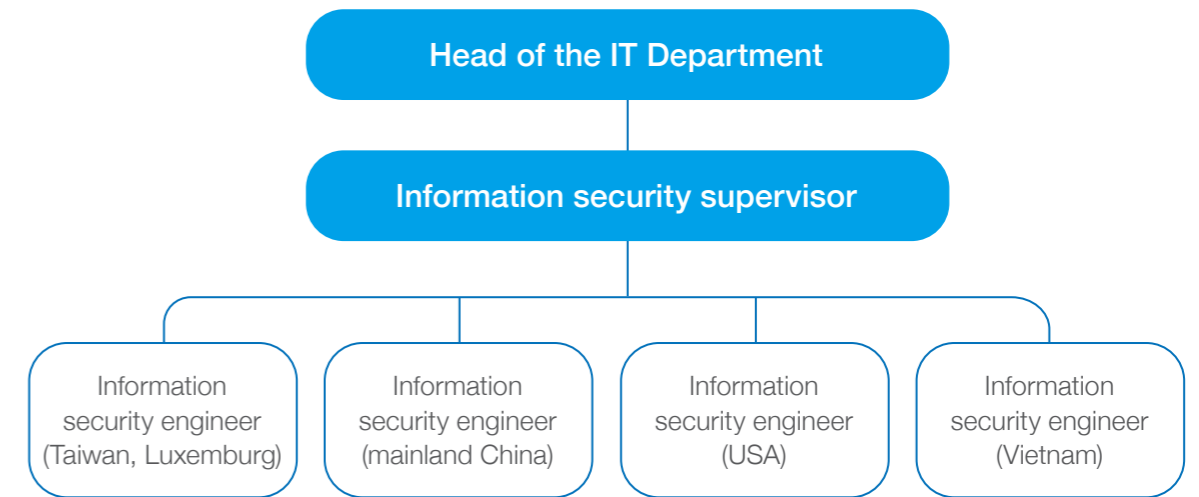 Head of the IT Department
Information security supervisor
Information
security engineer
(Taiwan, Luxemburg)
Information
security engineer
(mainland China)
Information
security engineer
(USA)
Information
security engineer
(Vietnam)